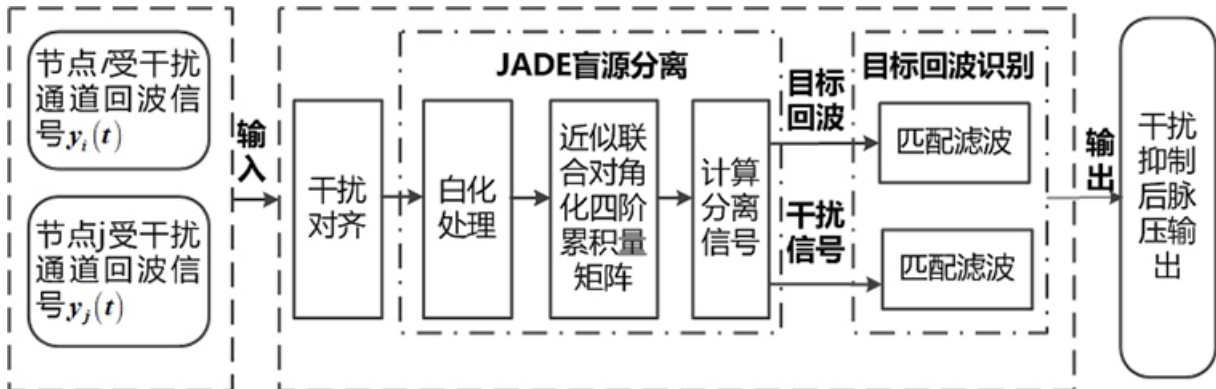 节点i受干扰
通道回波信
号y_i(t)
节点j受干扰
通道回波信
号y_j(t)
输
入
干扰
对齐
JADE盲源分离
白化
处理
近似联
合对角
化四阶
累积量
矩阵
计算
分离
信号
目标
回波
干扰
信号
目标回波识别
匹配滤波
匹配滤波
输
出
干扰
抑制
后脉
压输
出